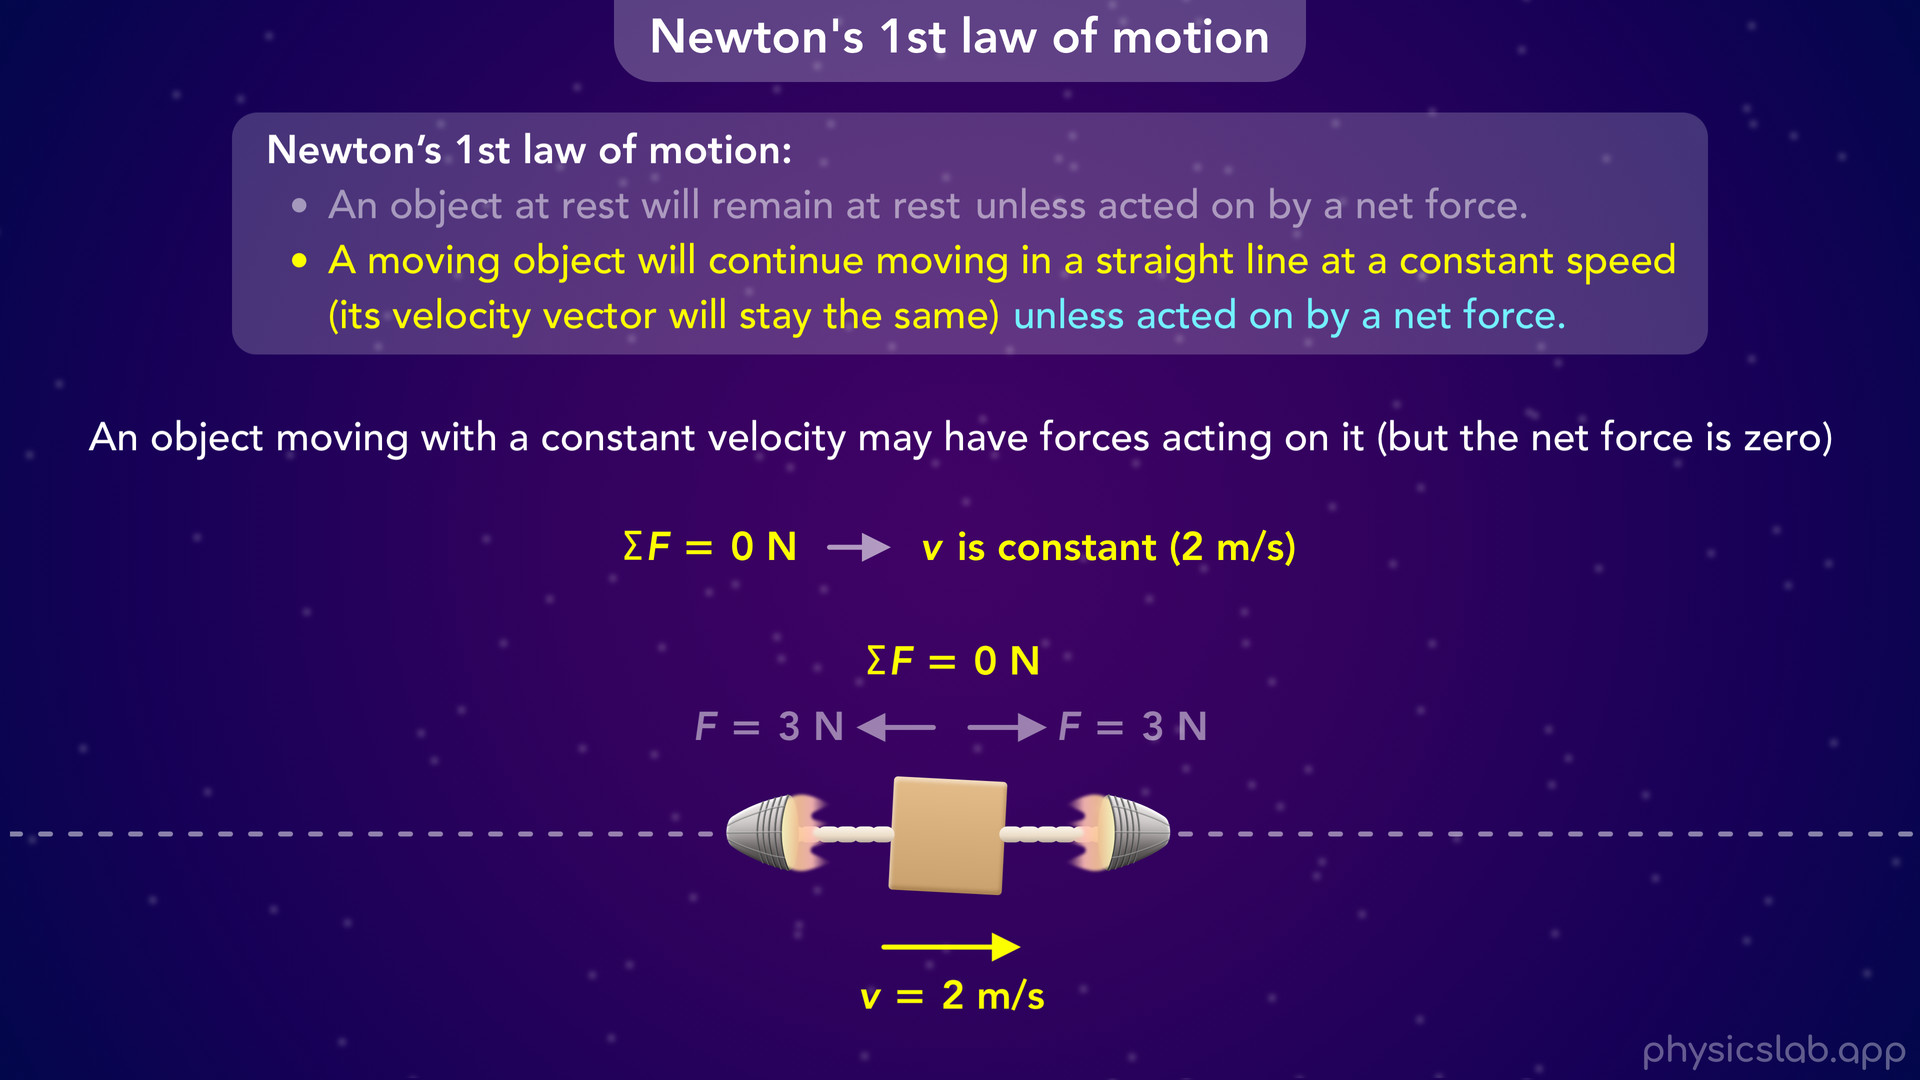 Newton's 1st law of motion
Newton’s 1st law of motion:
• An object at rest will remain at rest unless acted on by a net force.
• A moving object will continue moving in a straight line at a constant speed
(its velocity vector will stay the same) unless acted on by a net force.
An object moving with a constant velocity may have forces acting on it (but the net force is zero)
ΣF = 0 N → v is constant (2 m/s)
ΣF = 0 N
F = 3 N ← → F = 3 N
v = 2 m/s
physicslab.app